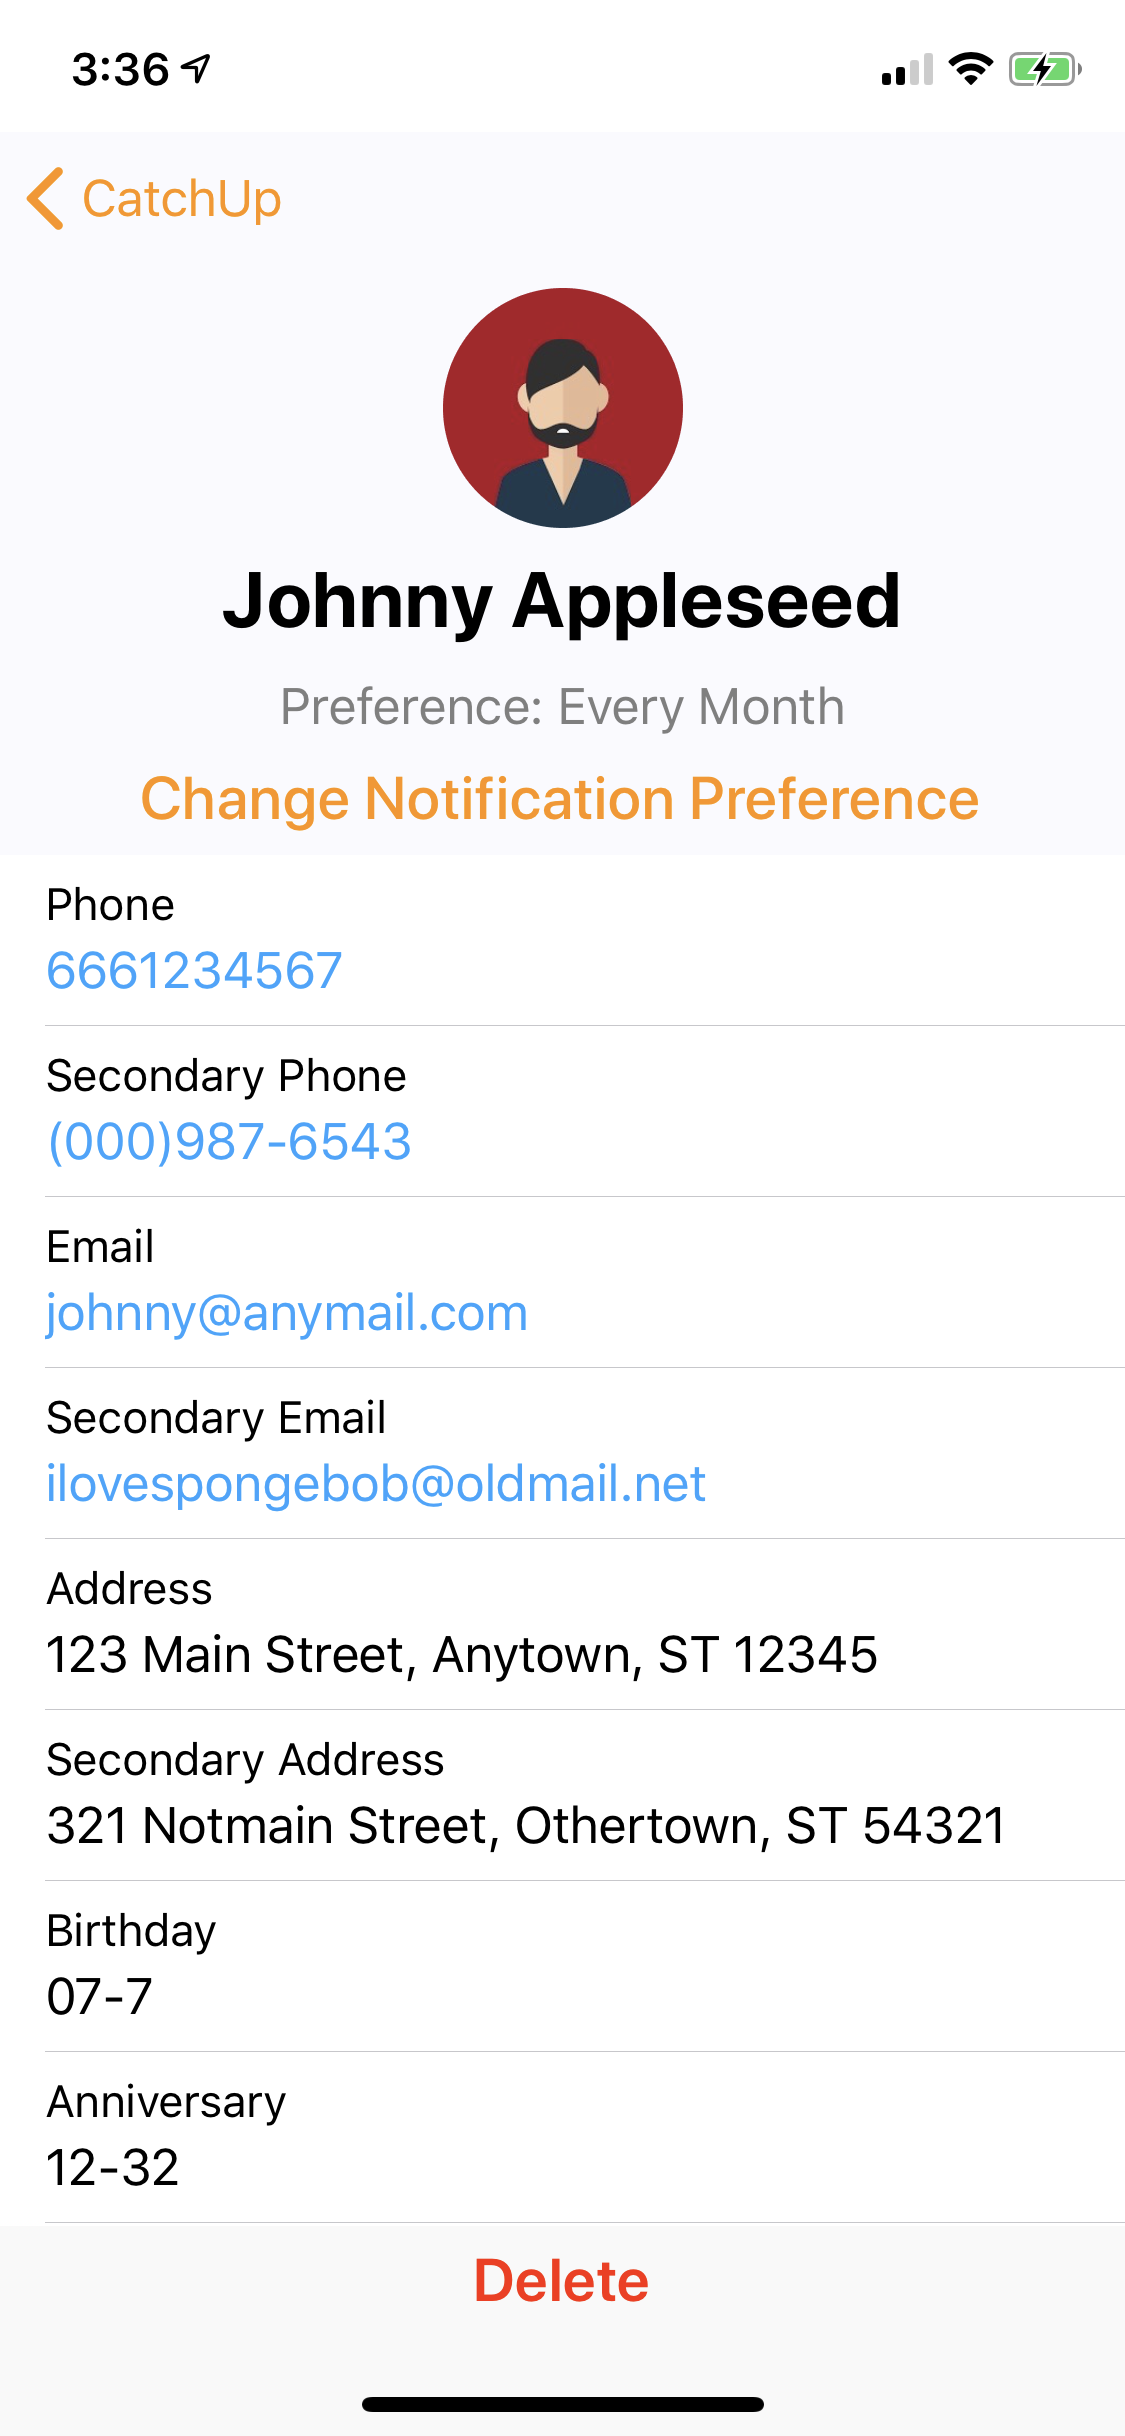 3:36
CatchUp
Johnny Appleseed
Preference: Every Month
Change Notification Preference
Phone
6661234567
Secondary Phone
(000)987-6543
Email
johnny@anymail.com
Secondary Email
ilovespongebob@oldmail.net
Address
123 Main Street, Anytown, ST 12345
Secondary Address
321 Notmain Street, Othertown, ST 54321
Birthday
07-7
Anniversary
12-32
Delete